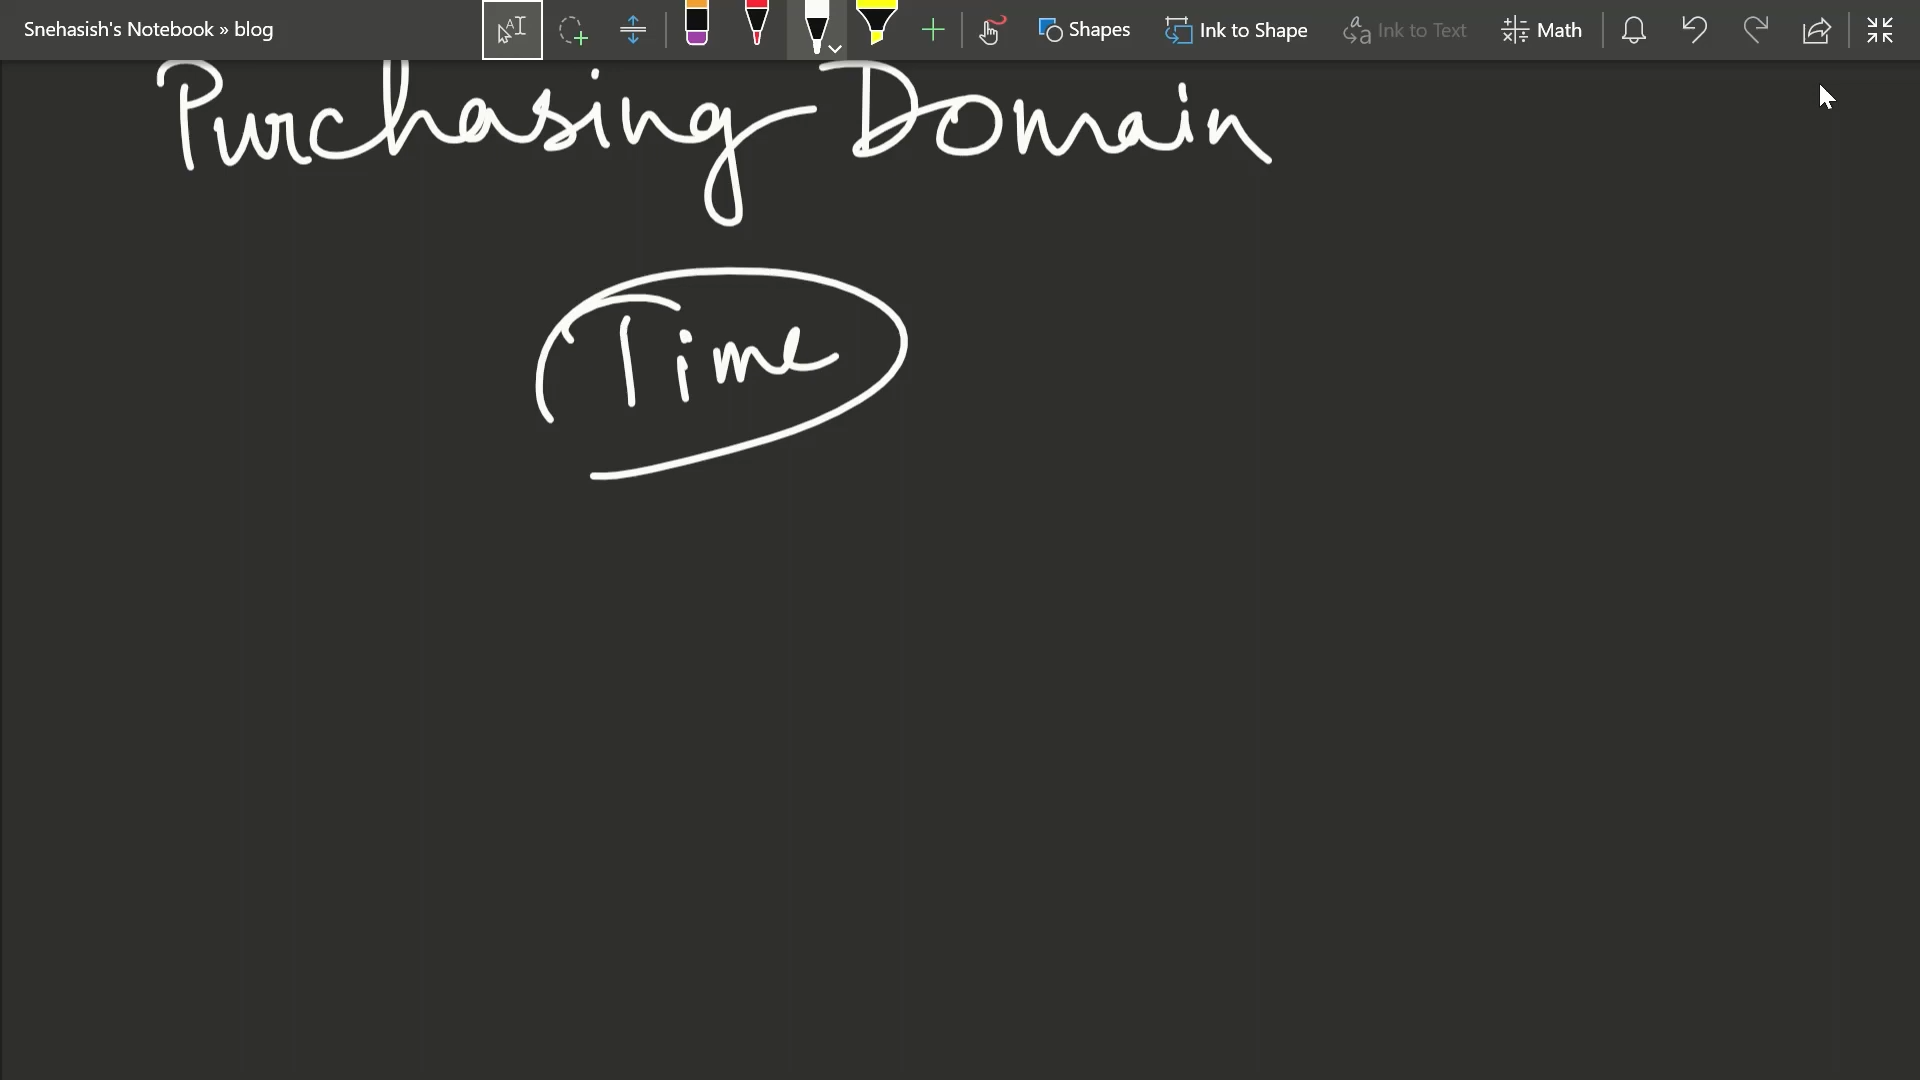 Snehasish's Notebook » blog
Shapes
Ink to Shape
Ink to Text
Math
Purchasing Domain
Time